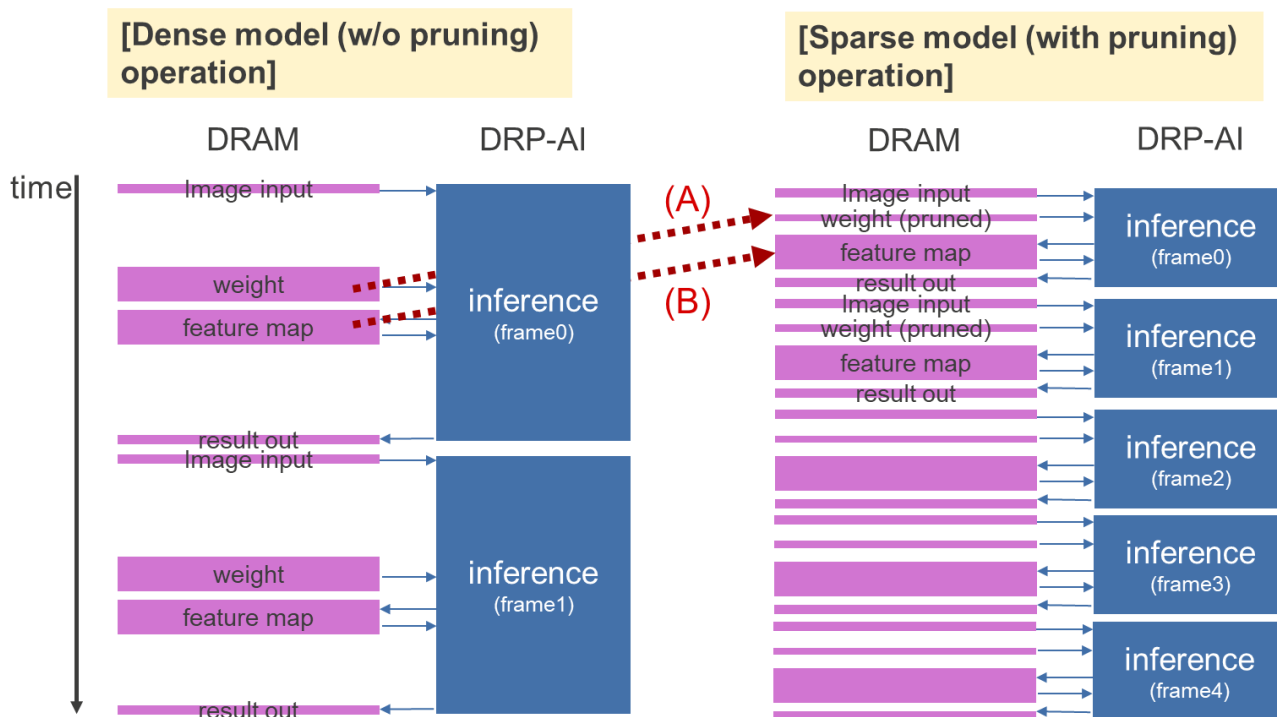 [Dense model (w/o pruning)
operation]
[Sparse model (with pruning)
operation]
DRAM
DRP-AI
DRAM
DRP-AI
time
Image input
weight
feature map
result out
inference
(frame0)
Image input
weight
feature map
result out
inference
(frame1)
(A)
(B)
Image input
weight (pruned)
feature map
result out
inference
(frame0)
Image input
weight (pruned)
feature map
result out
inference
(frame1)
inference
(frame2)
inference
(frame3)
inference
(frame4)